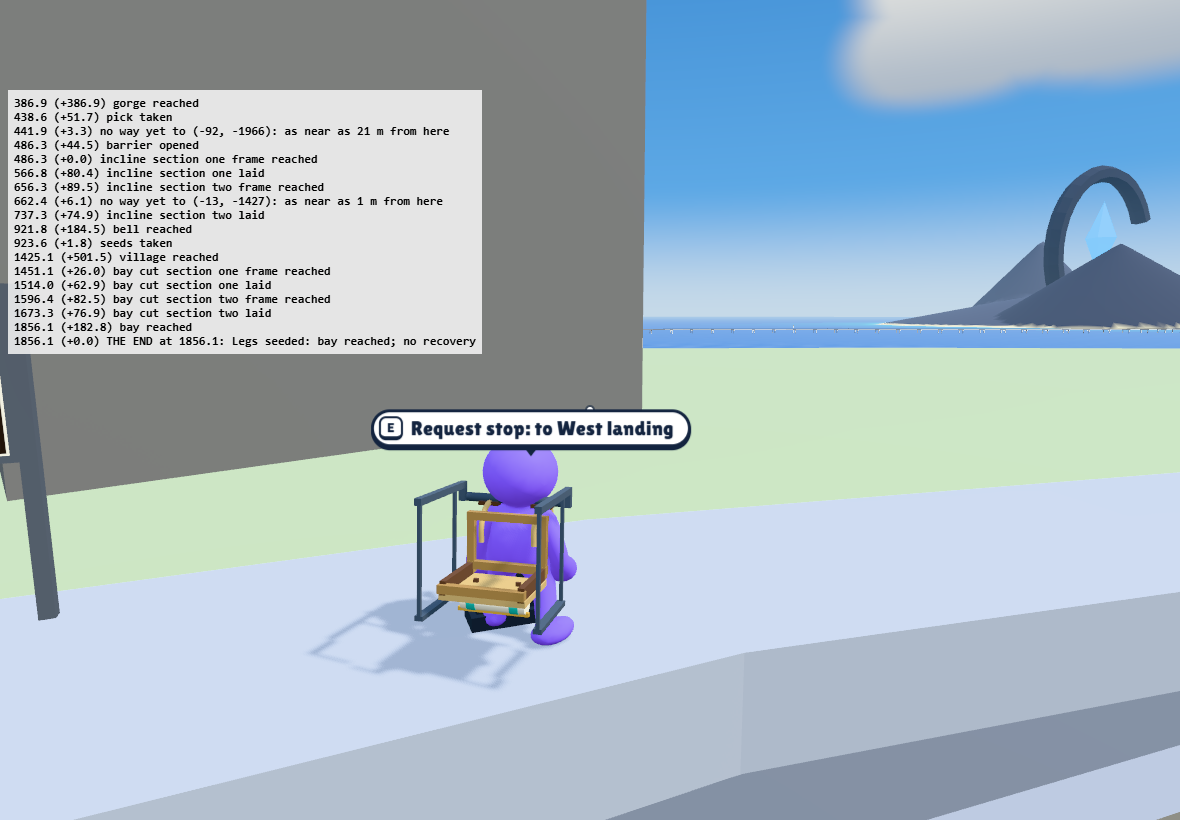 386.9 (+386.9) gorge reached
438.6 (+51.7) pick taken
441.9 (+3.3) no way yet to (-92, -1966): as near as 21 m from here
486.3 (+44.5) barrier opened
486.3 (+0.0) incline section one frame reached
566.8 (+80.4) incline section one laid
656.3 (+89.5) incline section two frame reached
662.4 (+6.1) no way yet to (-13, -1427): as near as 1 m from here
737.3 (+74.9) incline section two laid
921.8 (+184.5) bell reached
923.6 (+1.8) seeds taken
1425.1 (+501.5) village reached
1451.1 (+26.0) bay cut section one frame reached
1514.0 (+62.9) bay cut section one laid
1596.4 (+82.5) bay cut section two frame reached
1673.3 (+76.9) bay cut section two laid
1856.1 (+182.8) bay reached
1856.1 (+0.0) THE END at 1856.1: Legs seeded: bay reached; no recovery
E Request stop: to West landing